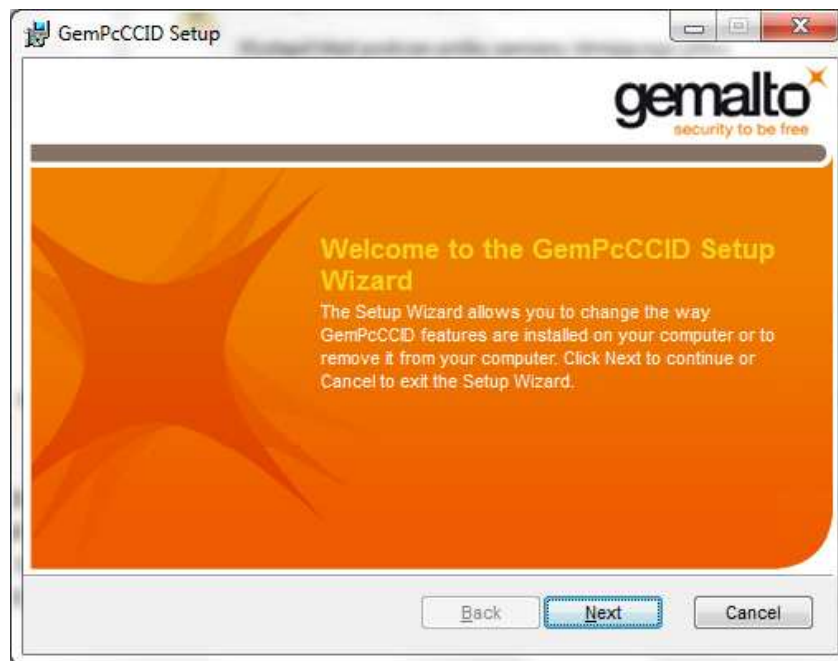 GemPcCCID Setup
gemalto
security to be free
Welcome to the GemPcCCID Setup
Wizard
The Setup Wizard allows you to change the way
GemPcCCID features are installed on your computer or to
remove it from your computer. Click Next to continue or
Cancel to exit the Setup Wizard.
Back Next Cancel